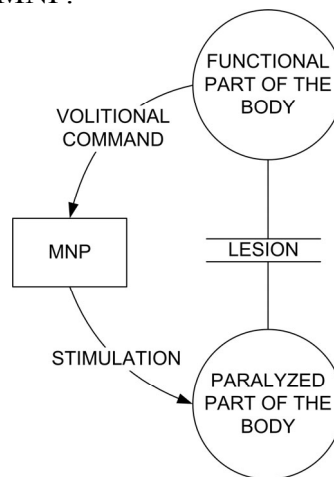 MNP.
FUNCTIONAL
PART OF THE
BODY
VOLITIONAL
COMMAND
MNP
LESION
STIMULATION
PARALYZED
PART OF THE
BODY